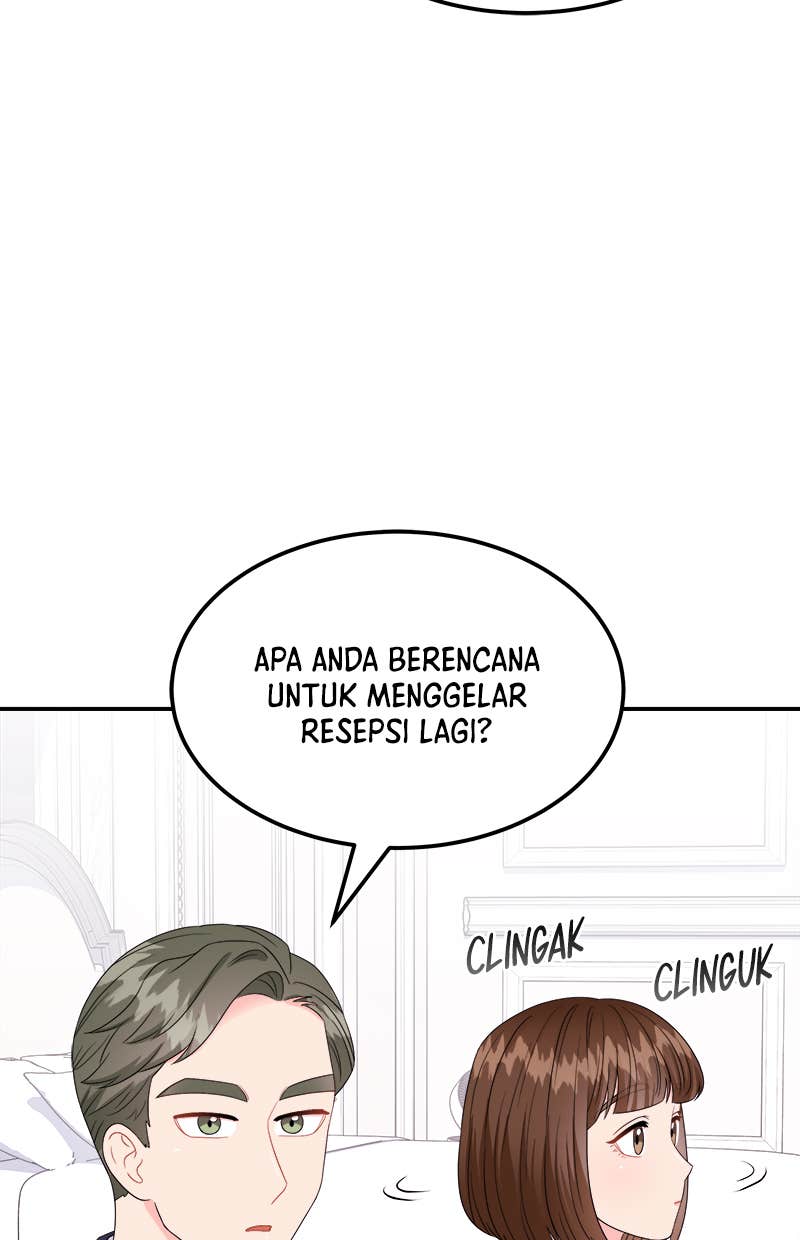 APA ANDA BERENCANA
UNTUK MENGGELAR
RESEPSI LAGI?
CLINGAK
CLINGUK